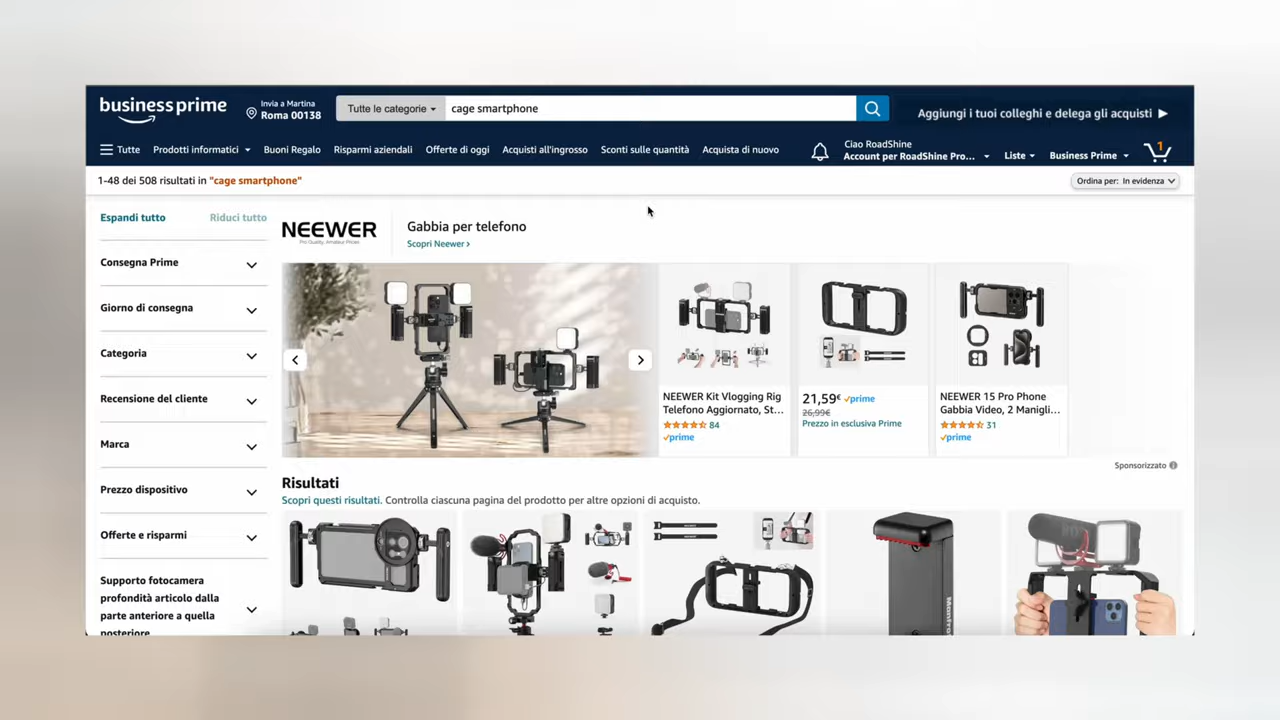 business prime
Invia a Martina
Roma 00138
Tutte le categorie
cage smartphone
Aggiungi i tuoi colleghi e delega gli acquisti
Tutte
Prodotti informatici
Buoni Regalo
Risparmi aziendali
Offerte di oggi
Acquisti all'ingrosso
Sconti sulle quantità
Acquista di nuovo
Ciao RoadShine
Account per RoadShine Pro...
Liste
Business Prime
1
1-48 dei 508 risultati in "cage smartphone"
Ordina per: In evidenza
Espandi tutto
Riduci tutto
Consegna Prime
Giorno di consegna
Categoria
Recensione del cliente
Marca
Prezzo dispositivo
Offerte e risparmi
Supporto fotocamera
profondità articolo dalla
parte anteriore a quella
posteriore
NEEWER
Pro Quality, Amateur Prices
Gabbia per telefono
Scopri Neewer ›
NEEWER Kit Vlogging Rig
Telefono Aggiornato, St...
84
prime
21,59€ prime
26,99€
Prezzo in esclusiva Prime
NEEWER 15 Pro Phone
Gabbia Video, 2 Manigli...
31
prime
Sponsorizzato
Risultati
Scopri questi risultati. Controlla ciascuna pagina del prodotto per altre opzioni di acquisto.